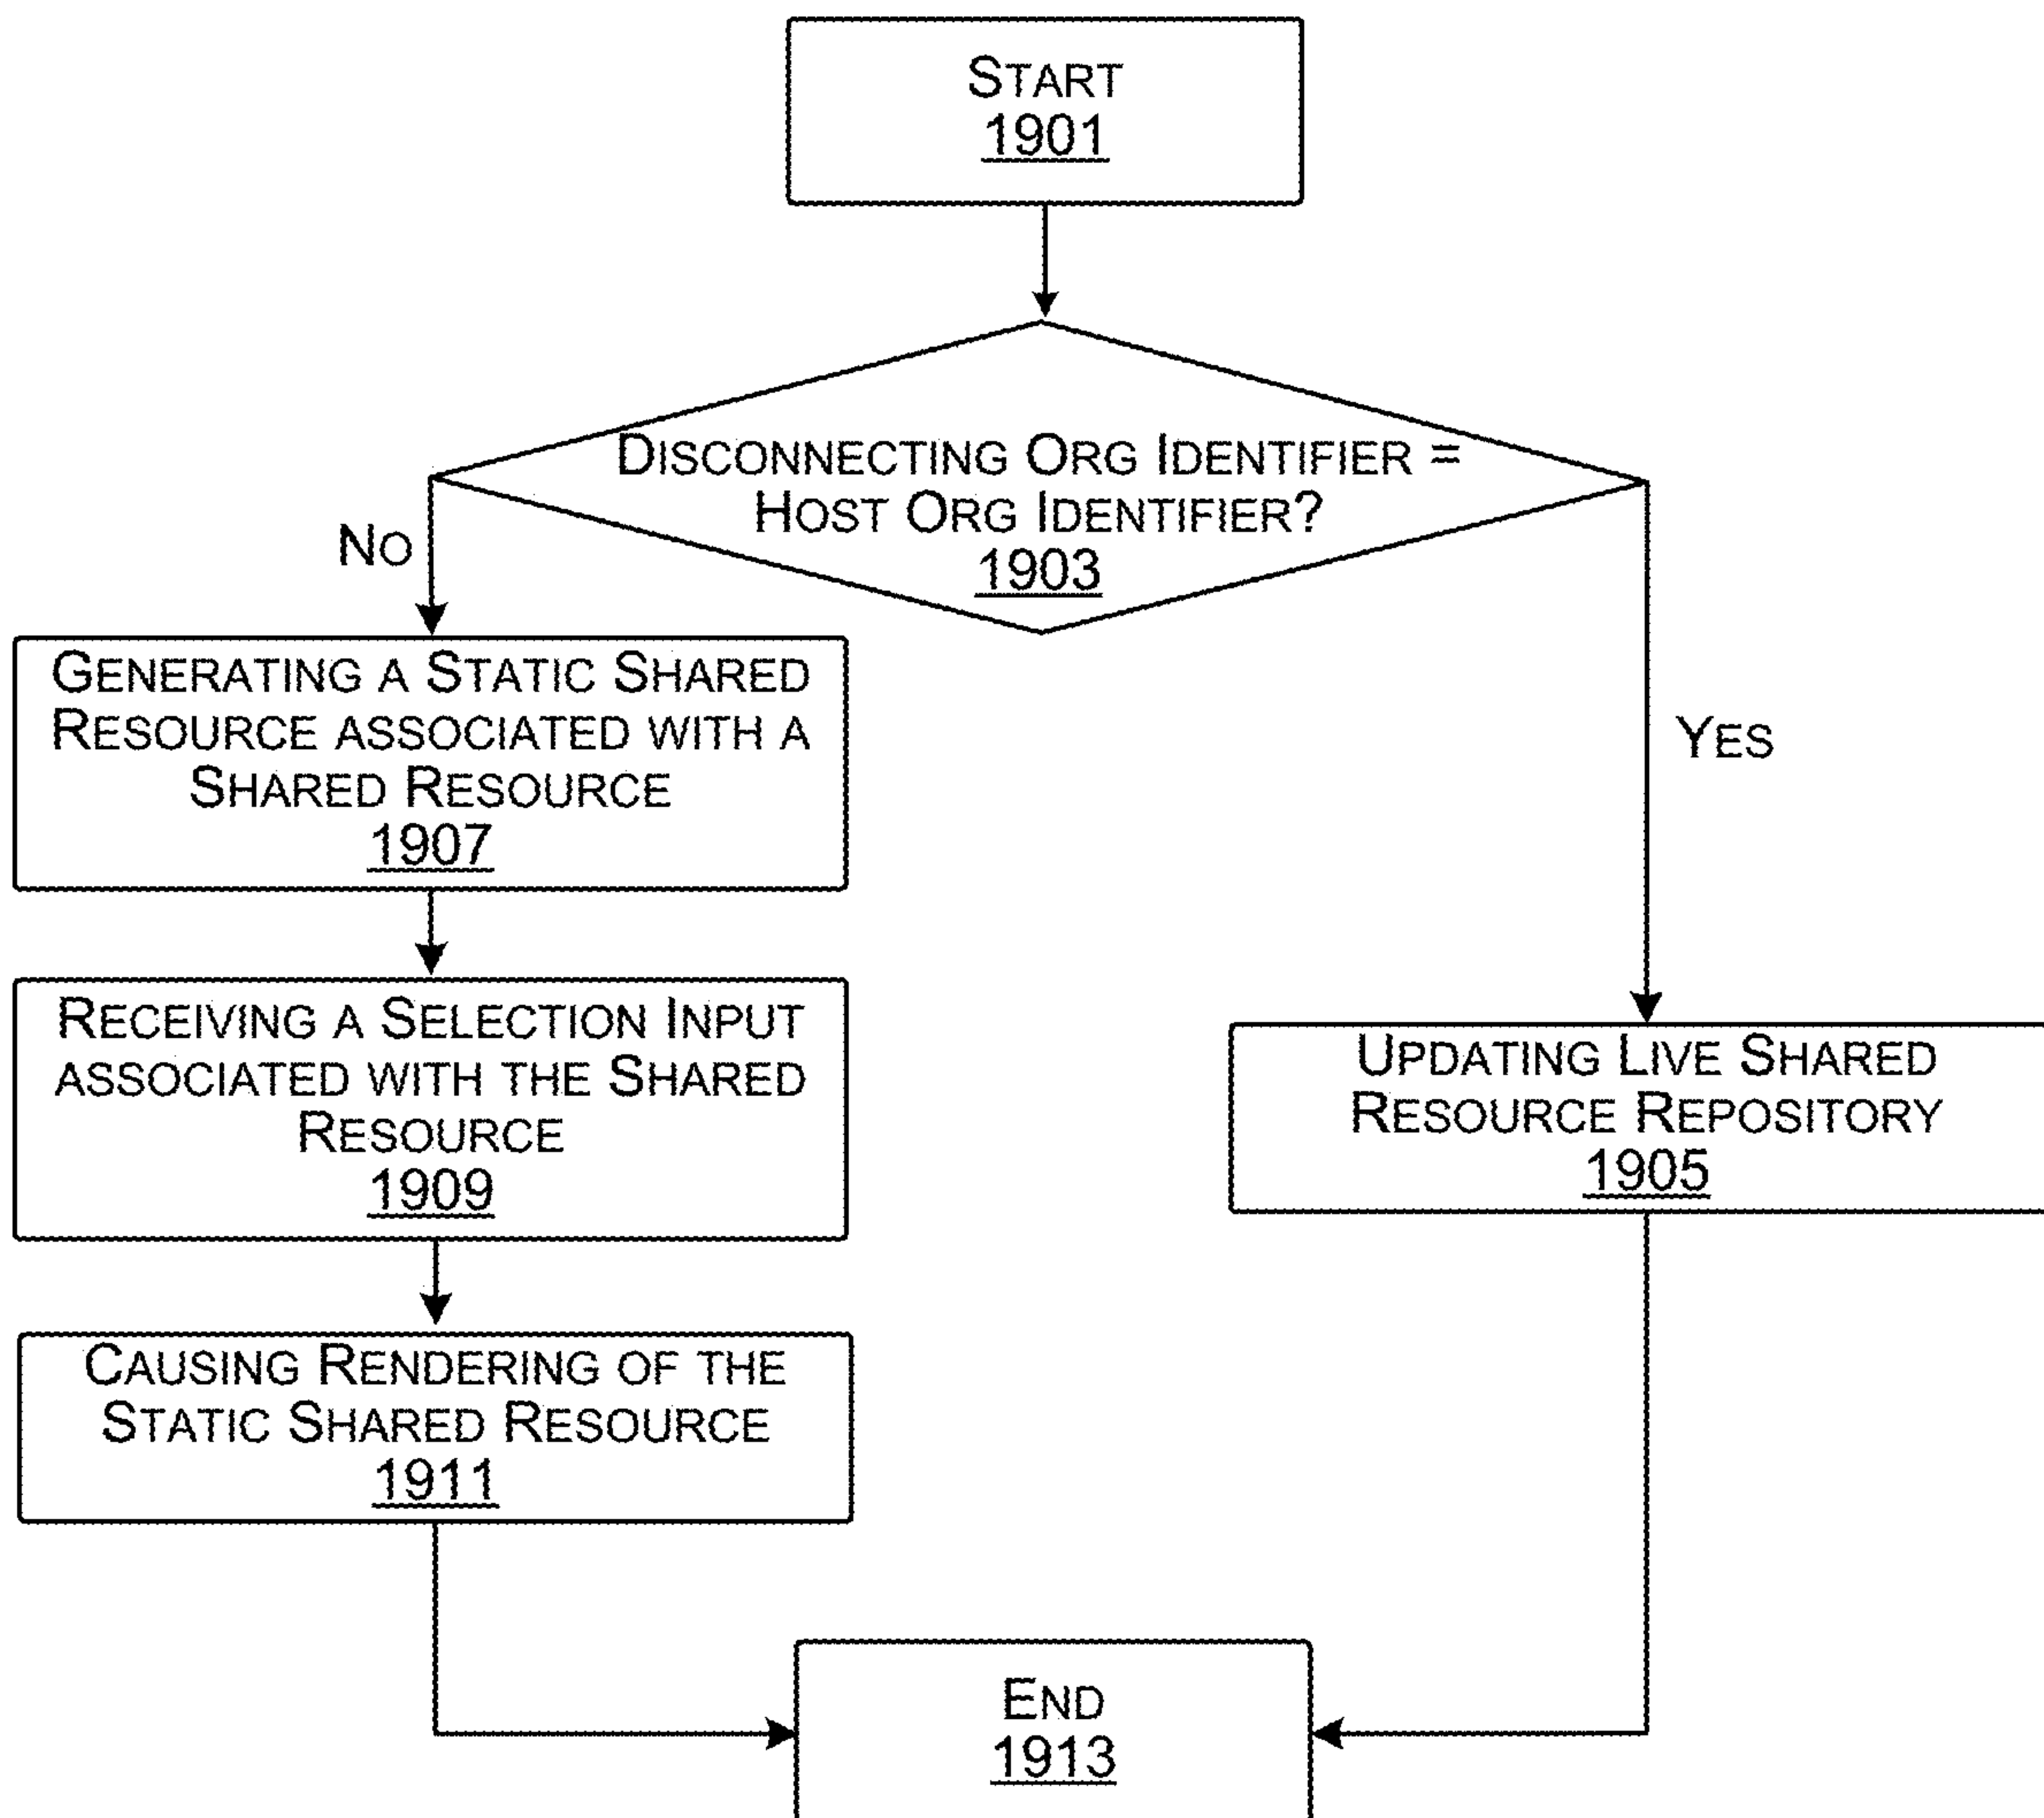 START
1901
DISCONNECTING ORG IDENTIFIER =
HOST ORG IDENTIFIER?
1903
NO
YES
GENERATING A STATIC SHARED
RESOURCE ASSOCIATED WITH A
SHARED RESOURCE
1907
RECEIVING A SELECTION INPUT
ASSOCIATED WITH THE SHARED
RESOURCE
1909
UPDATING LIVE SHARED
RESOURCE REPOSITORY
1905
CAUSING RENDERING OF THE
STATIC SHARED RESOURCE
1911
END
1913